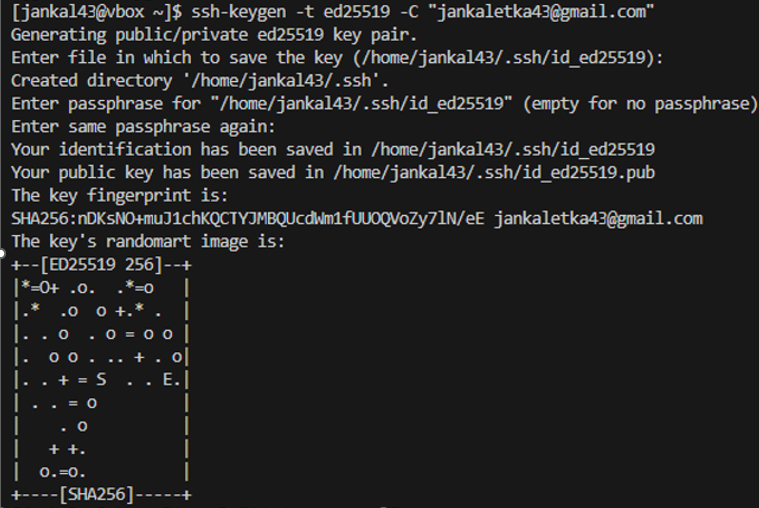 [jankal43@vbox ~]$ ssh-keygen -t ed25519 -C "jankaletka43@gmail.com"
Generating public/private ed25519 key pair.
Enter file in which to save the key (/home/jankal43/.ssh/id_ed25519):
Created directory '/home/jankal43/.ssh'.
Enter passphrase for "/home/jankal43/.ssh/id_ed25519" (empty for no passphrase)
Enter same passphrase again:
Your identification has been saved in /home/jankal43/.ssh/id_ed25519
Your public key has been saved in /home/jankal43/.ssh/id_ed25519.pub
The key fingerprint is:
SHA256:nDKsNO+muJ1chKQCTYJMBQUcdWm1fUUOQVoZy7lN/eE jankaletka43@gmail.com
The key's randomart image is:
+--[ED25519 256]--+
|*=O+ .o.  .*=o   |
|.*  .o  o +.* .  |
|. . o  . o = o o |
|.  o o . .. + . o|
|. . + = S  . . E.|
| . . = o         |
|    . o          |
|   + +.          |
|  o.=o.          |
+----[SHA256]-----+